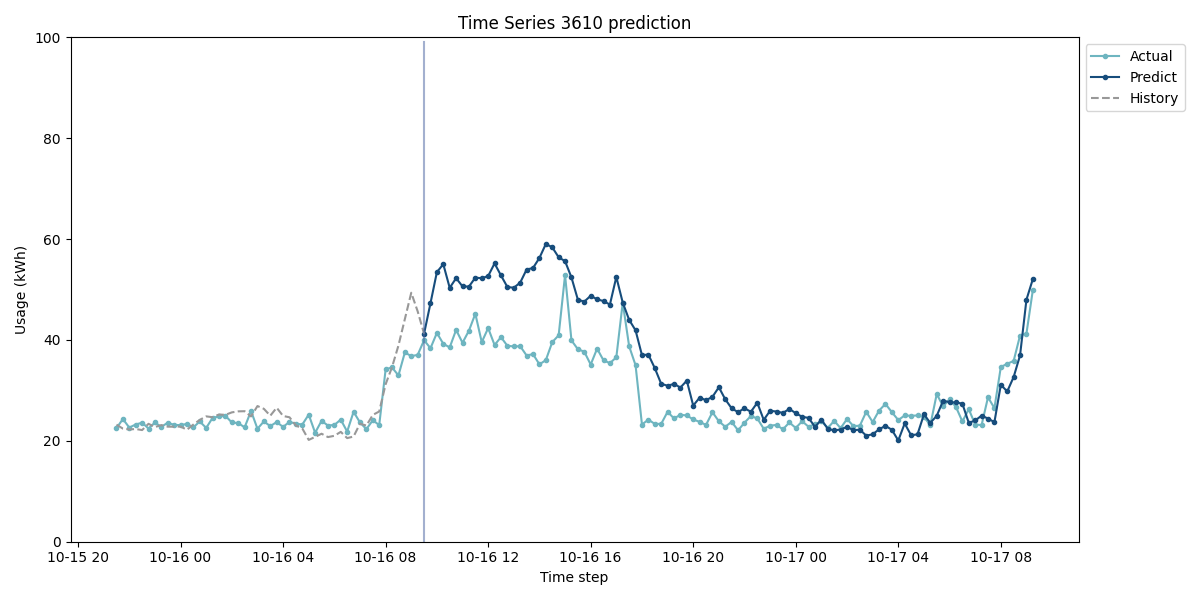 Time Series 3610 prediction
Usage (kWh)
100
80
60
40
20
0
10-15 20
10-16 00
10-16 04
10-16 08
10-16 12
10-16 16
10-16 20
10-17 00
10-17 04
10-17 08
Time step
Actual
Predict
History